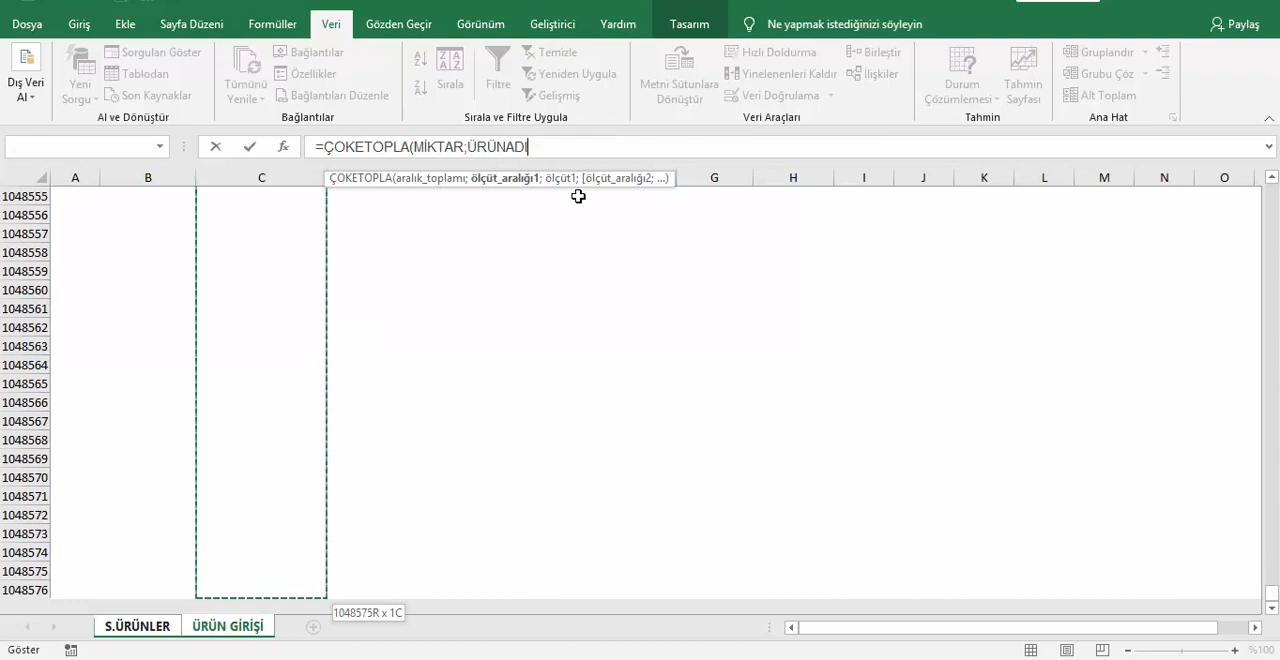 Dosya Giriş Ekle Sayfa Düzeni Formüller Veri Gözden Geçir Görünüm Geliştirici Yardım Tasarım Ne yapmak istediğinizi söyleyin Paylaş
Dış Veri Al
Yeni Sorgu
Sorguları Göster
Tablodan
Son Kaynaklar
Al ve Dönüştür
Tümünü Yenile
Bağlantılar
Özellikler
Bağlantıları Düzenle
Bağlantılar
Sırala
Filtre
Temizle
Yeniden Uygula
Gelişmiş
Sırala ve Filtre Uygula
Metni Sütunlara Dönüştür
Hızlı Doldurma
Yinelenenleri Kaldır
Veri Doğrulama
Birleştir
İlişkiler
Veri Araçları
Durum Çözümlemesi
Tahmin Sayfası
Tahmin
Gruplandır
Grubu Çöz
Alt Toplam
Ana Hat
fx =ÇOKETOPLA(MİKTAR;ÜRÜNADI
ÇOKETOPLA(aralık_toplamı; ölçüt_aralığı1; ölçüt1; [ölçüt_aralığı2; ...)
A B C G H I J K L M N O
1048555
1048556
1048557
1048558
1048559
1048560
1048561
1048562
1048563
1048564
1048565
1048566
1048567
1048568
1048569
1048570
1048571
1048572
1048573
1048574
1048575
1048576
1048575R x 1C
S.ÜRÜNLER ÜRÜN GİRİŞİ
Göster %100